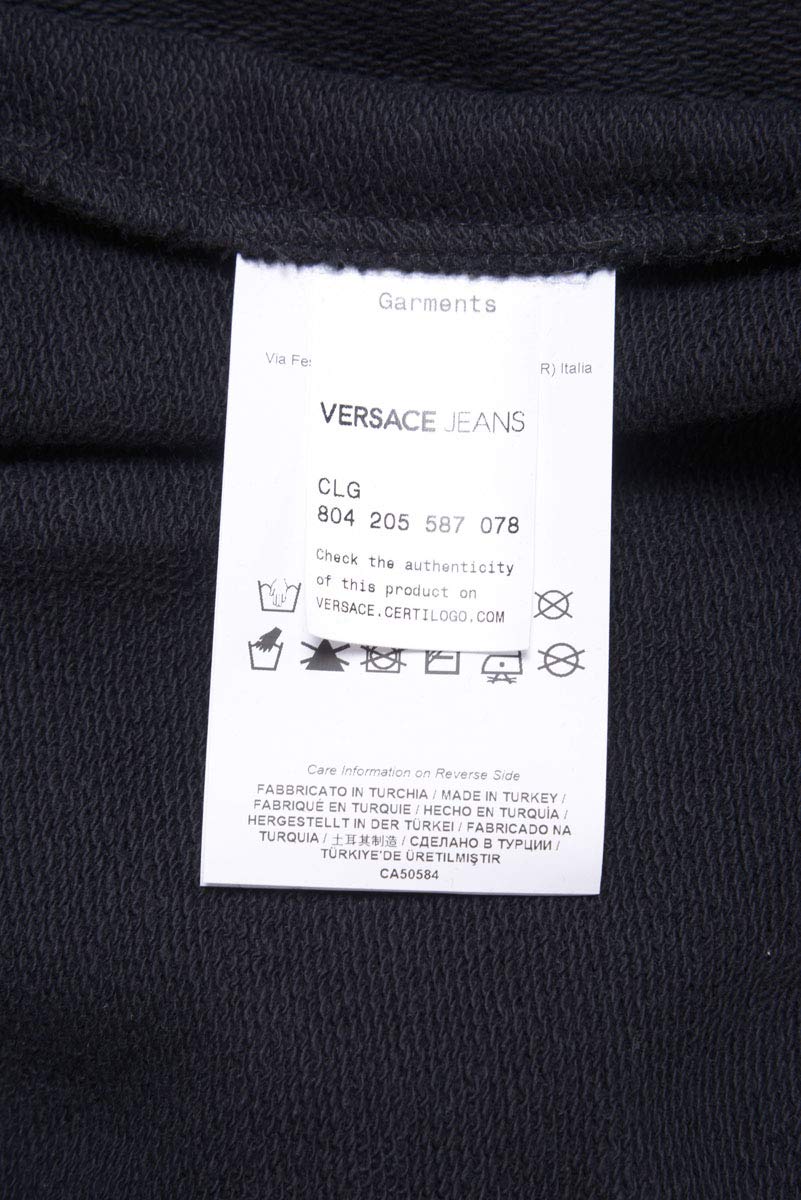 Garments
Via R) Italia
VERSACE JEANS
CLG
804 205 587 078
Check the authenticity
of this product on
VERSACE.CERTILOGO.COM
Care Information on Reverse Side
FABBRICATO IN TURCHIA / MADE IN TURKEY /
FABRIQUÉ EN TURQUIE / HECHO EN TURQUÍA /
HERGESTELLT IN DER TÜRKEI / FABRICADO NA
TURQUIA / 土耳其制造 / СДЕЛАНО В ТУРЦИИ /
TÜRKİYE'DE ÜRETILMIŞTIR
CA50584